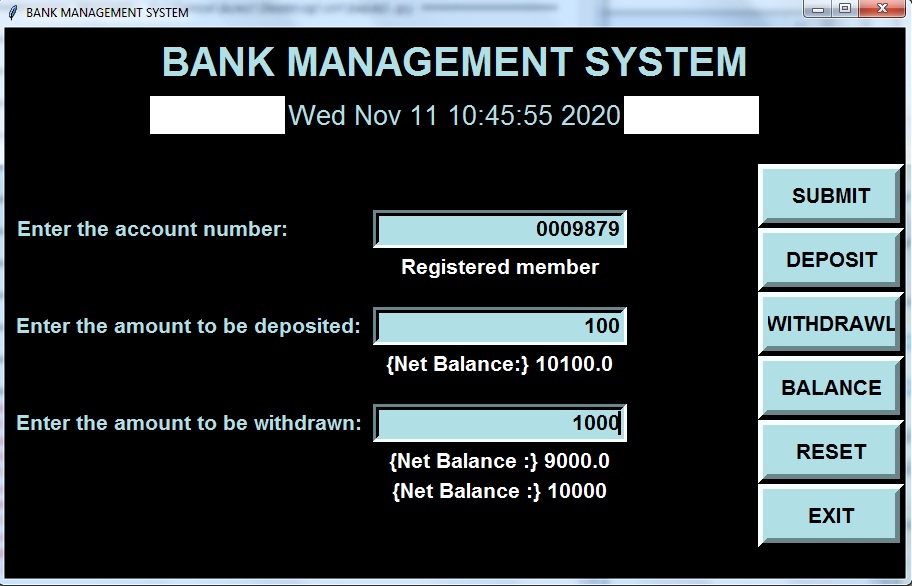 BANK MANAGEMENT SYSTEM
BANK MANAGEMENT SYSTEM
Wed Nov 11 10:45:55 2020
Enter the account number: 0009879
Registered member
Enter the amount to be deposited: 100
{Net Balance:} 10100.0
Enter the amount to be withdrawn: 1000
{Net Balance :} 9000.0
{Net Balance :} 10000
SUBMIT
DEPOSIT
WITHDRAWL
BALANCE
RESET
EXIT